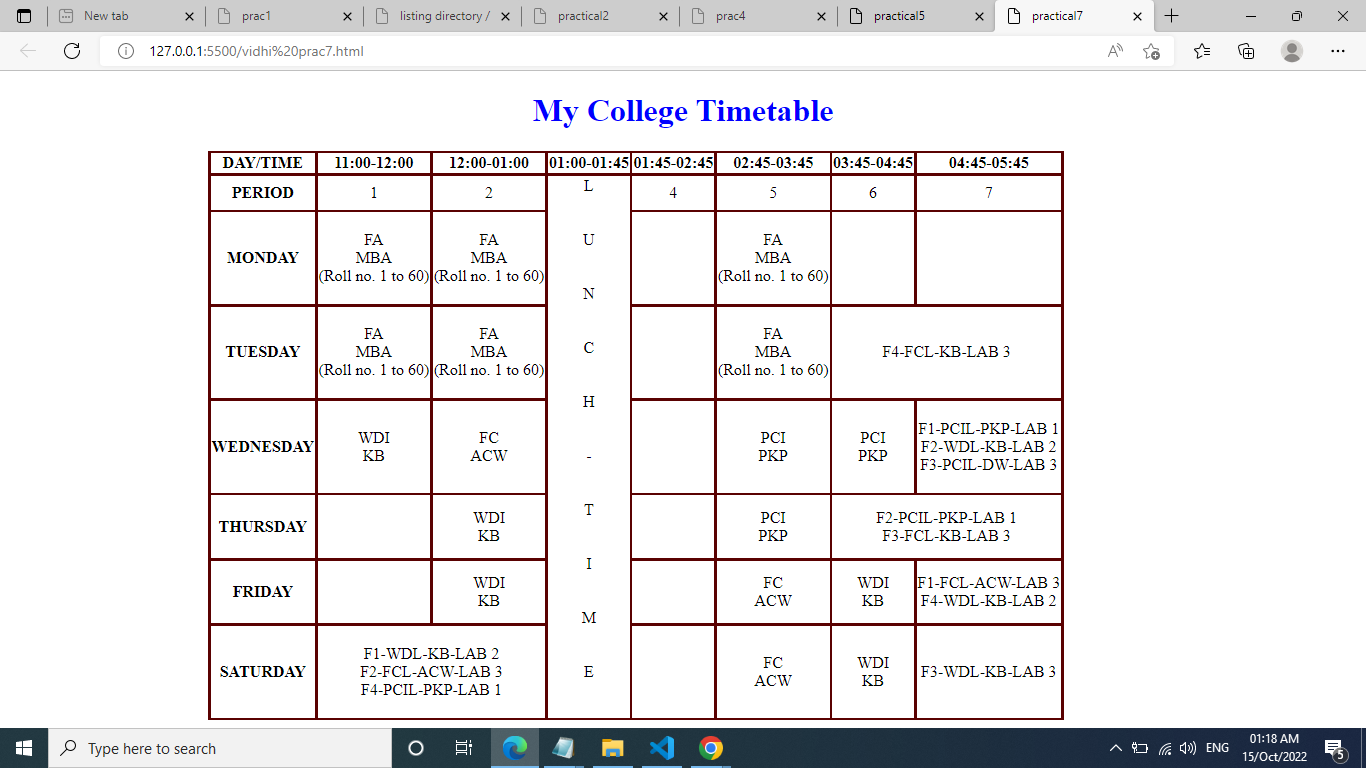 New tab
prac1
listing directory /
practical2
prac4
practical5
practical7
127.0.0.1:5500/vidhi%20prac7.html
My College Timetable
DAY/TIME 11:00-12:00 12:00-01:00 01:00-01:45 01:45-02:45 02:45-03:45 03:45-04:45 04:45-05:45
PERIOD 1 2 4 5 6 7
L
U
N
C
H
-
T
I
M
E
MONDAY
FA
MBA
(Roll no. 1 to 60)
FA
MBA
(Roll no. 1 to 60)
FA
MBA
(Roll no. 1 to 60)
TUESDAY
FA
MBA
(Roll no. 1 to 60)
FA
MBA
(Roll no. 1 to 60)
FA
MBA
(Roll no. 1 to 60)
F4-FCL-KB-LAB 3
WEDNESDAY
WDI
KB
FC
ACW
PCI
PKP
PCI
PKP
F1-PCIL-PKP-LAB 1
F2-WDL-KB-LAB 2
F3-PCIL-DW-LAB 3
THURSDAY
WDI
KB
PCI
PKP
F2-PCIL-PKP-LAB 1
F3-FCL-KB-LAB 3
FRIDAY
WDI
KB
FC
ACW
WDI
KB
F1-FCL-ACW-LAB 3
F4-WDL-KB-LAB 2
SATURDAY
F1-WDL-KB-LAB 2
F2-FCL-ACW-LAB 3
F4-PCIL-PKP-LAB 1
FC
ACW
WDI
KB
F3-WDL-KB-LAB 3
Type here to search
ENG
01:18 AM
15/Oct/2022
5